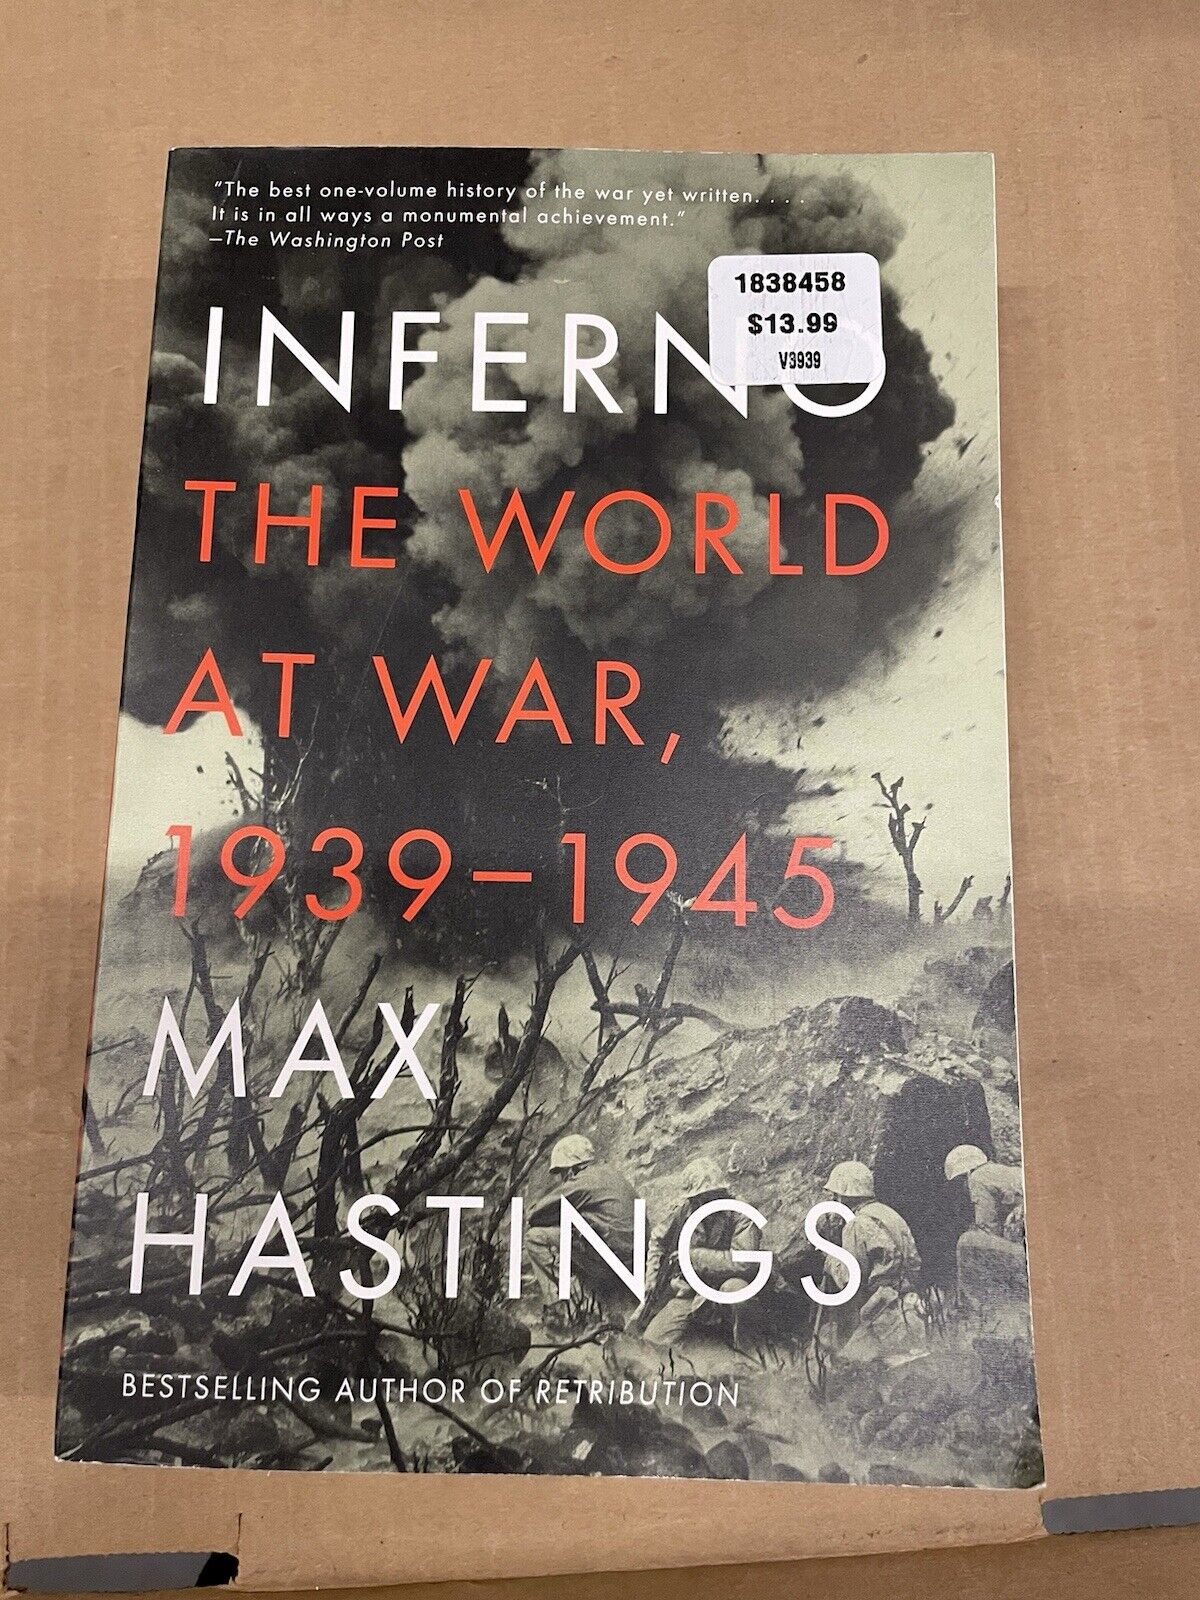 "The best one-volume history of the war yet written. . . .
It is in all ways a monumental achievement."
—The Washington Post
1838458
$13.99
V3939
INFERNO
THE WORLD
AT WAR,
1939–1945
MAX
HASTINGS
BESTSELLING AUTHOR OF RETRIBUTION